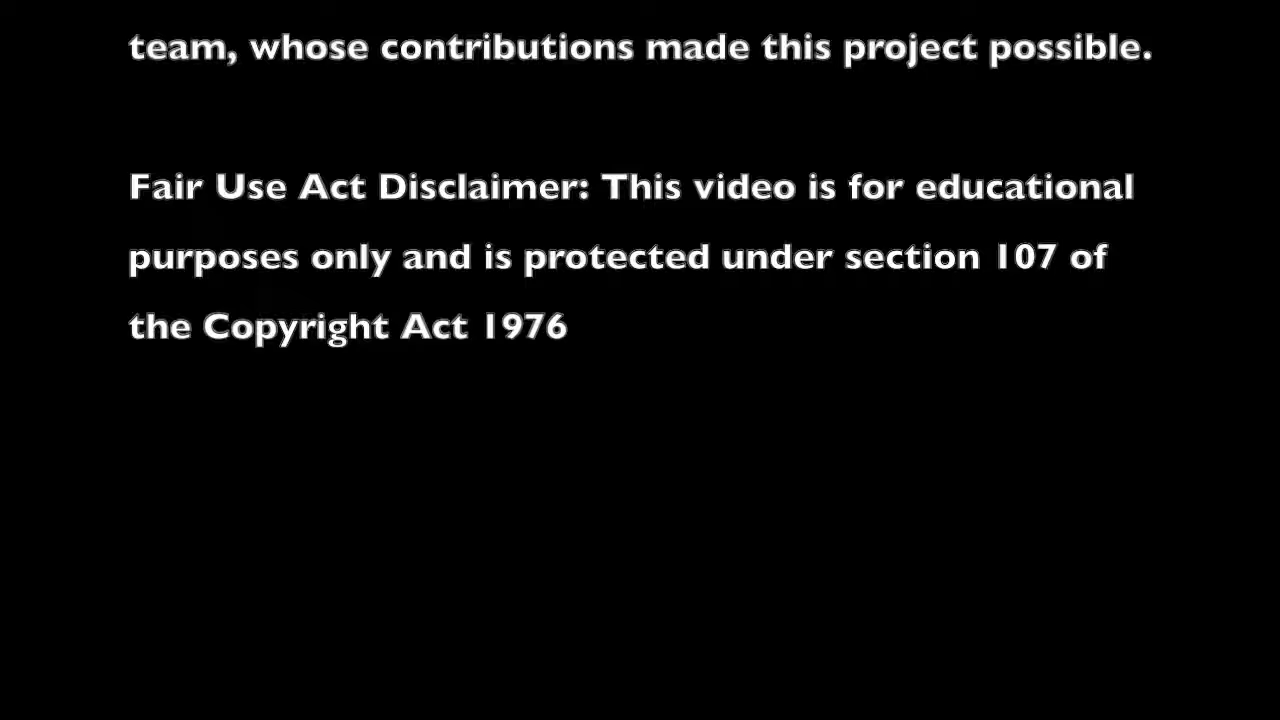 team, whose contributions made this project possible.
Fair Use Act Disclaimer: This video is for educational
purposes only and is protected under section 107 of
the Copyright Act 1976